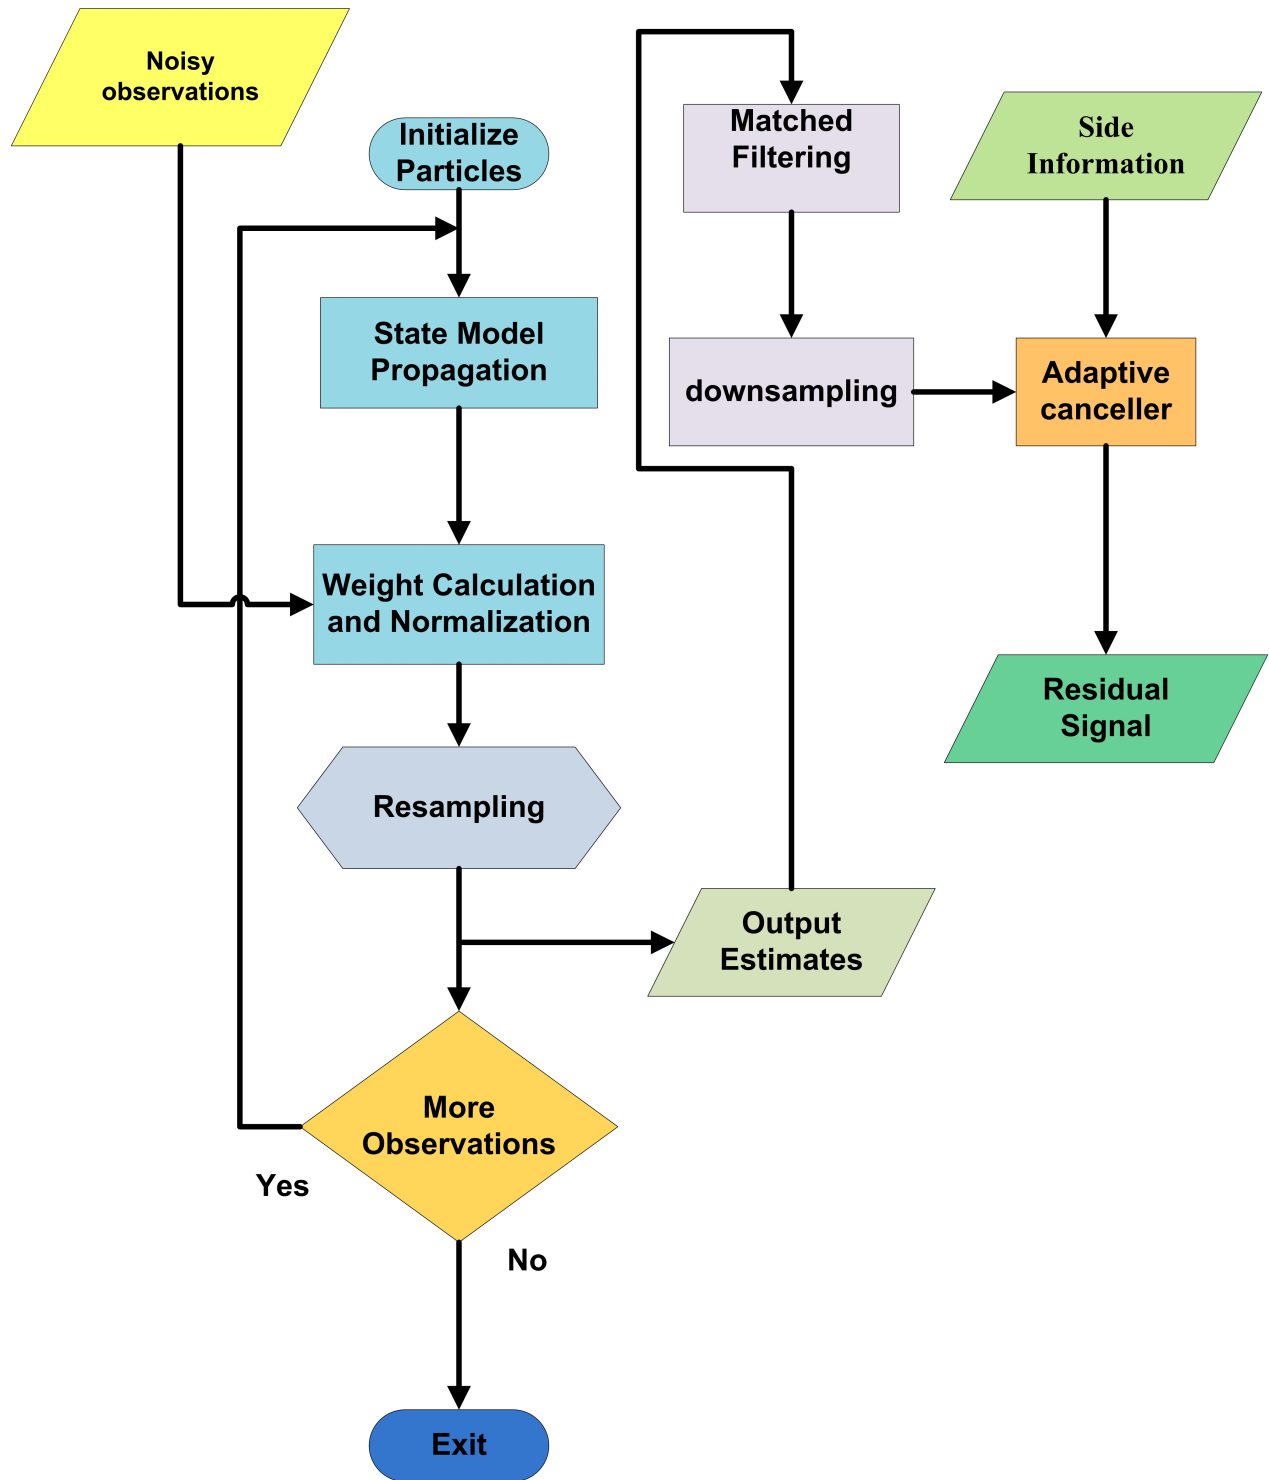 Noisy
observations
Initialize
Particles
State Model
Propagation
Weight Calculation
and Normalization
Resampling
Output
Estimates
More
Observations
Yes
No
Exit
Matched
Filtering
downsampling
Side
Information
Adaptive
canceller
Residual
Signal